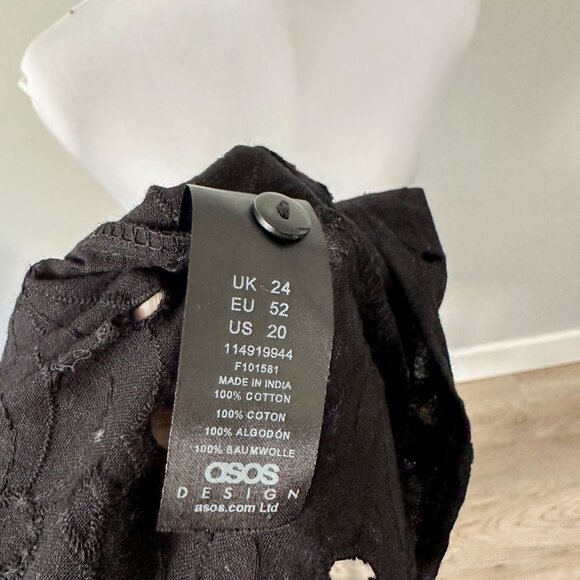 UK 24
EU 52
US 20
114919944
F101581
MADE IN INDIA
100% COTTON
100% COTON
100% ALGODÓN
100% BAUMWOLLE
asos
DESIGN
asos.com Ltd